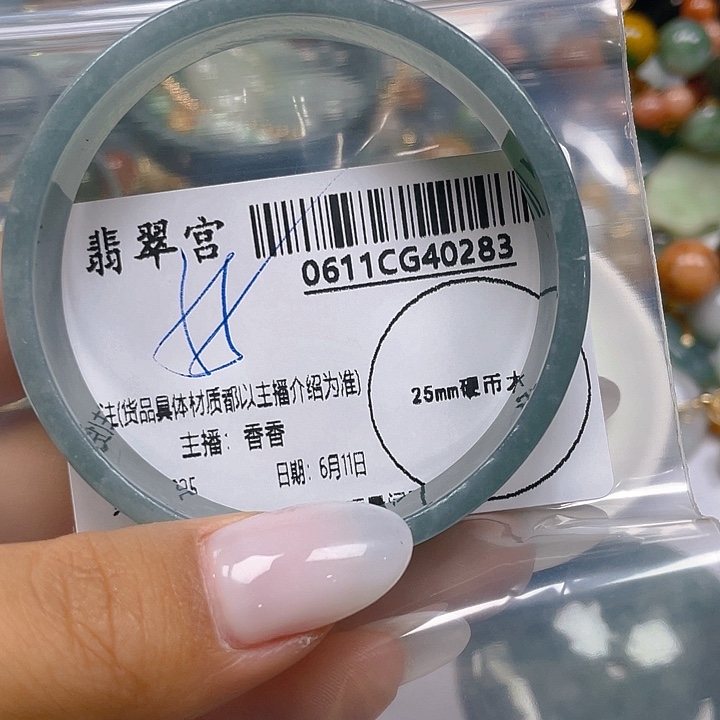 翡翠宫
0611CG40283
25mm硬币大
注(货品具体材质都以主播介绍为准)
主播：香香
日期：6月11日